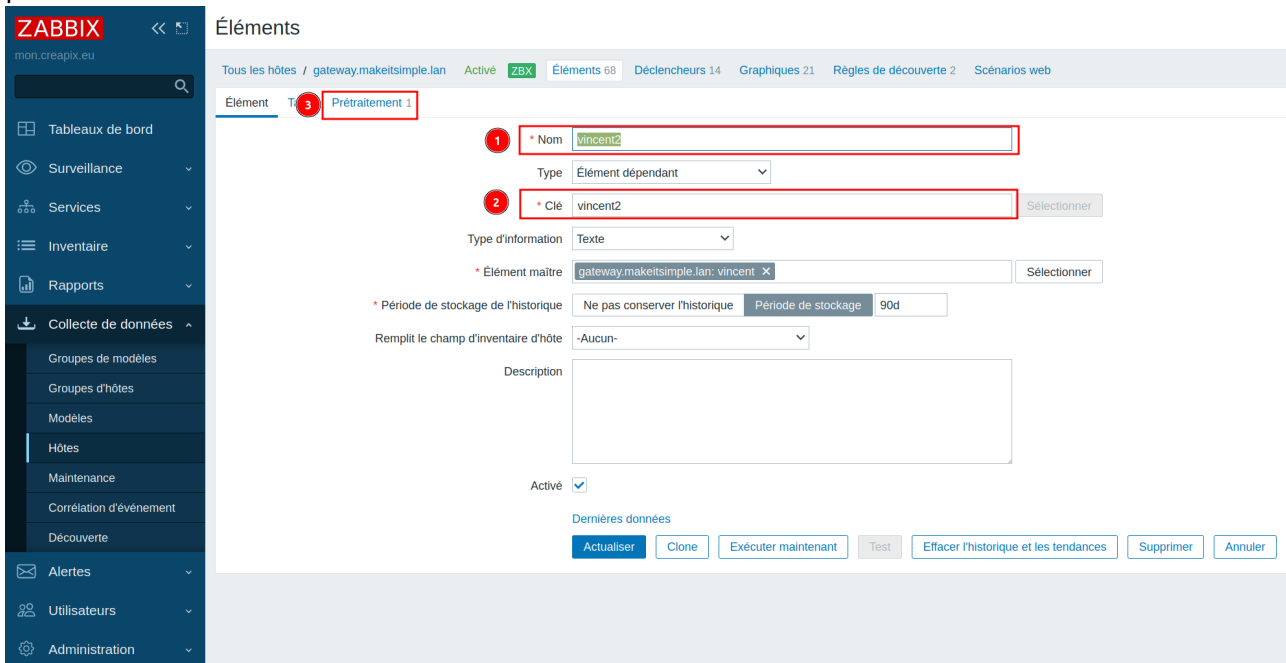 ZABBIX
Éléments
mon.creapix.eu
Tous les hôtes / gateway.makeitsimple.lan Activé ZBX Éléments 68 Déclencheurs 14 Graphiques 21 Règles de découverte 2 Scénarios web
Élément 3 Prétraitement 1
1 * Nom vincent2
Type Élément dépendant
2 * Clé vincent2 Sélectionner
Type d'information Texte
* Élément maître gateway.makeitsimple.lan: vincent × Sélectionner
* Période de stockage de l'historique Ne pas conserver l'historique Période de stockage 90d
Remplit le champ d'inventaire d'hôte -Aucun-
Description
Activé
Dernières données
Actualiser Clone Exécuter maintenant Test Effacer l'historique et les tendances Supprimer Annuler
Tableaux de bord
Surveillance
Services
Inventaire
Rapports
Collecte de données
Groupes de modèles
Groupes d'hôtes
Modèles
Hôtes
Maintenance
Corrélation d'événement
Découverte
Alertes
Utilisateurs
Administration